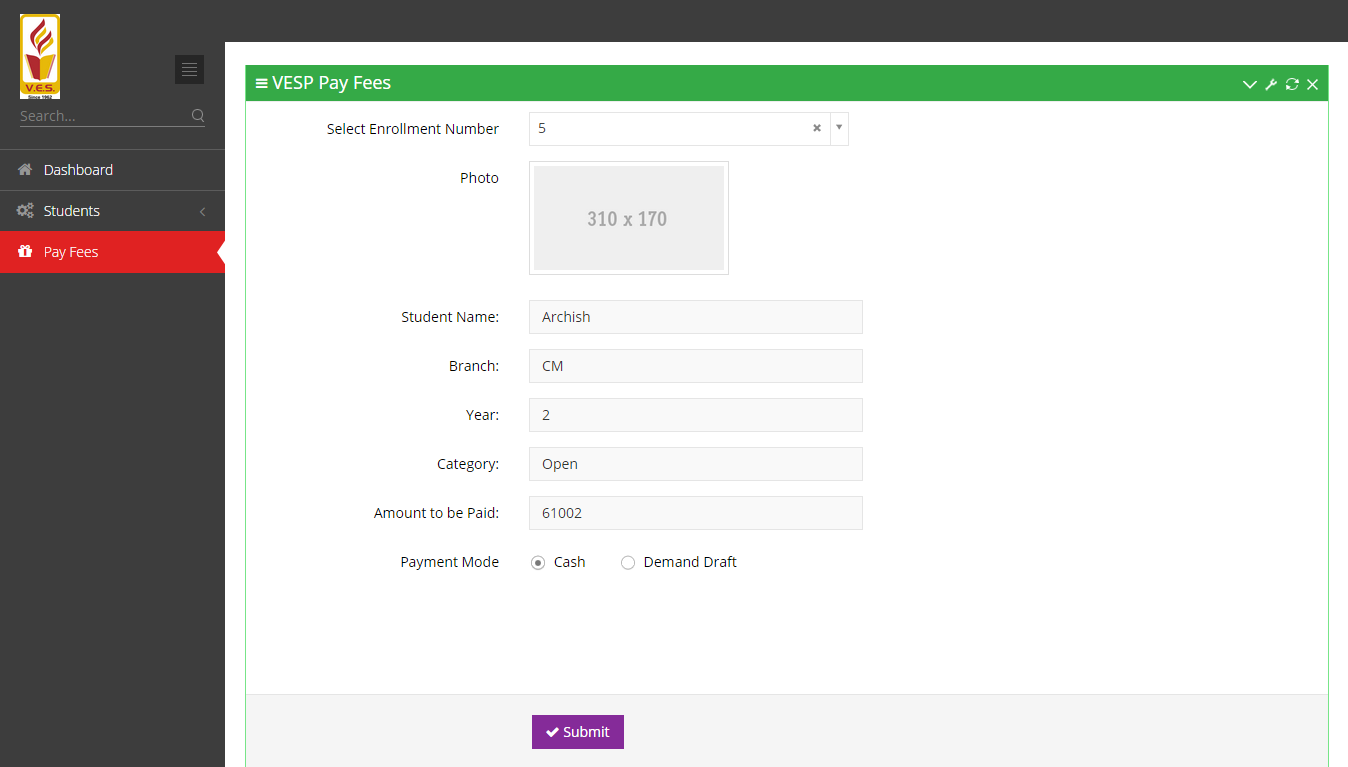 V.E.S.
Since 1962
Search...
Dashboard
Students
Pay Fees
VESP Pay Fees
Select Enrollment Number 5
Photo
310 x 170
Student Name: Archish
Branch: CM
Year: 2
Category: Open
Amount to be Paid: 61002
Payment Mode Cash Demand Draft
Submit